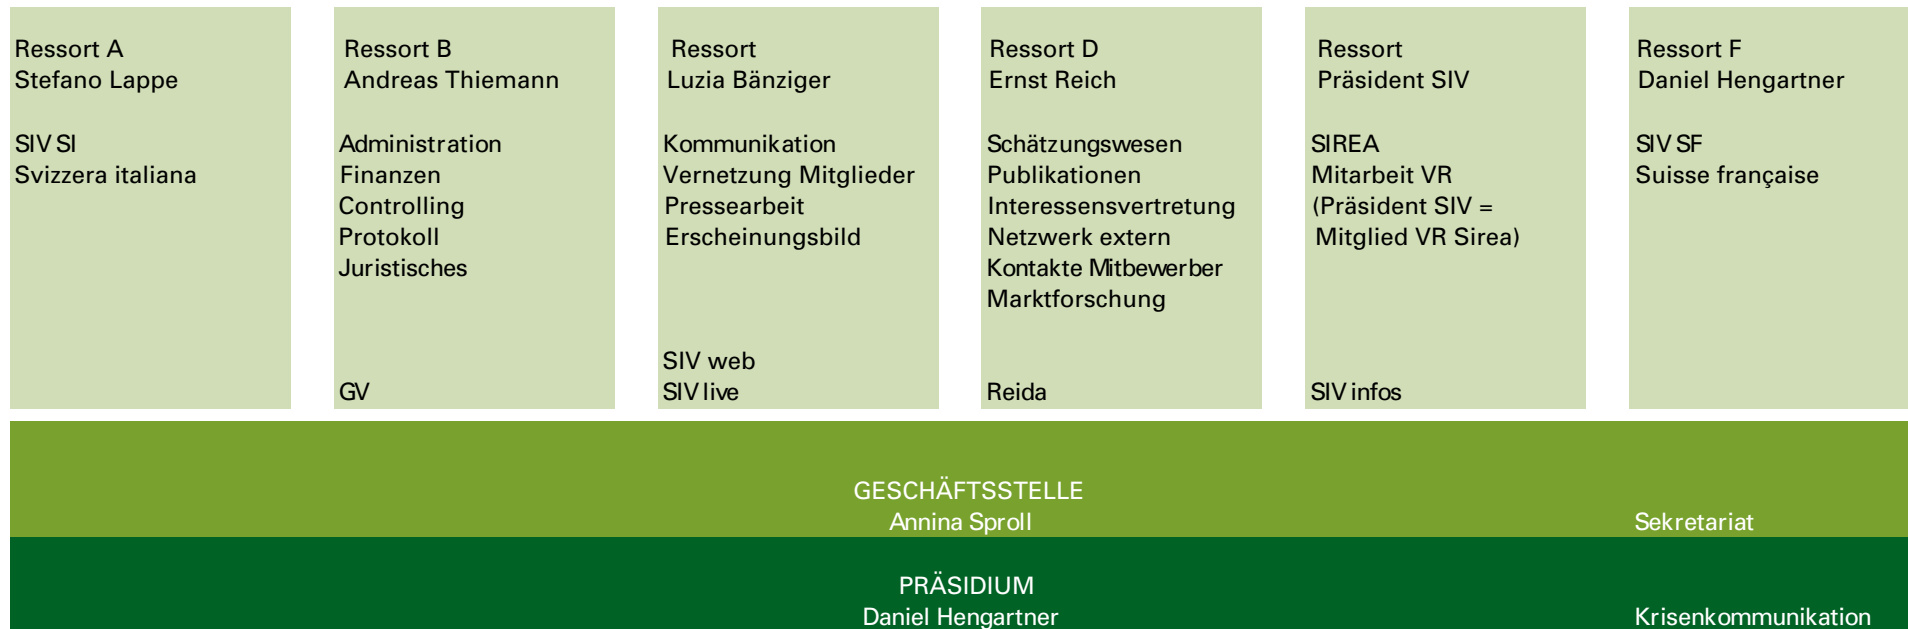 Ressort A
Stefano Lappe
SIV SI
Svizzera italiana
Ressort B
Andreas Thiemann
Administration
Finanzen
Controlling
Protokoll
Juristisches
GV
Ressort
Luzia Bänziger
Kommunikation
Vernetzung Mitglieder
Pressearbeit
Erscheinungsbild
SIV web
SIV live
Ressort D
Ernst Reich
Schätzungswesen
Publikationen
Interessensvertretung
Netzwerk extern
Kontakte Mitbewerber
Marktforschung
Reida
Ressort
Präsident SIV
SIREA
Mitarbeit VR
(Präsident SIV =
Mitglied VR Sirea)
SIV infos
Ressort F
Daniel Hengartner
SIV SF
Suisse française
GESCHÄFTSSTELLE
Annina Sproll
Sekretariat
PRÄSIDIUM
Daniel Hengartner
Krisenkommunikation